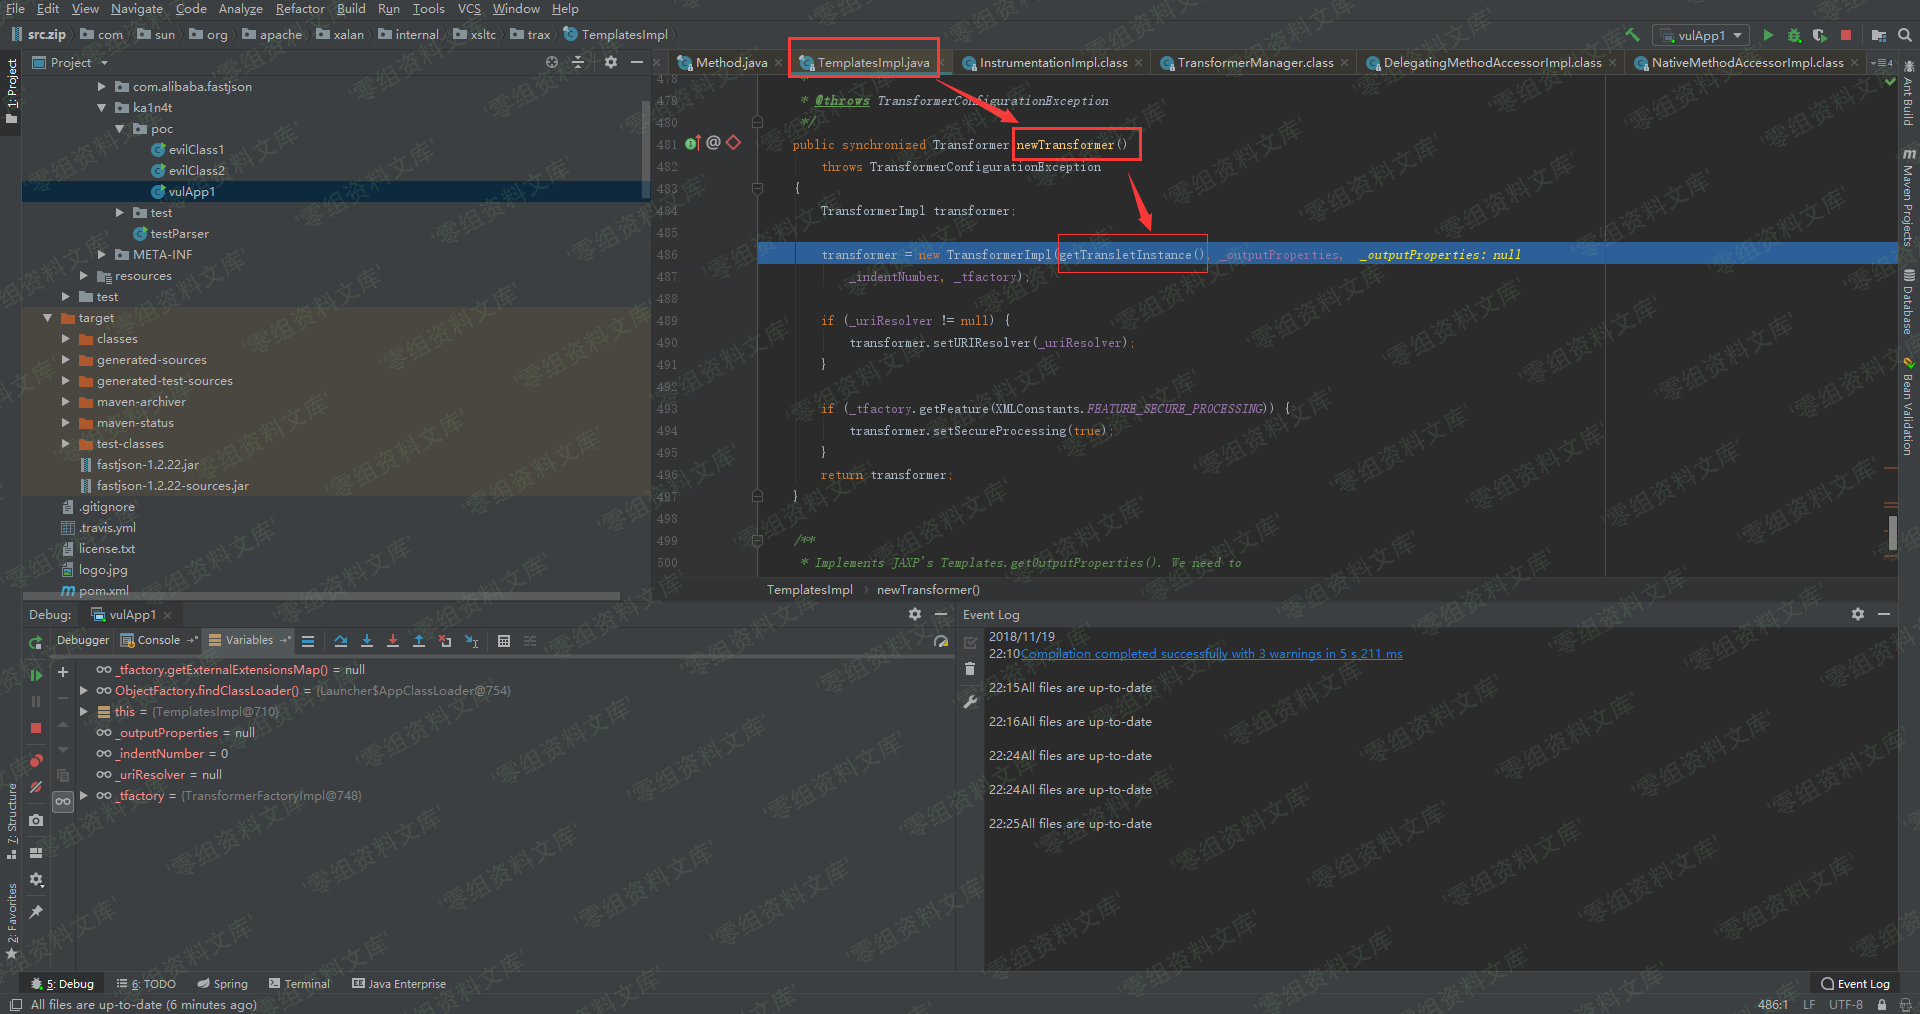 File Edit View Navigate Code Analyze Refactor Build Run Tools VCS Window Help
src.zip com sun org apache xalan internal xsltc trax TemplatesImpl vulApp1
1: Project
Project
Method.java TemplatesImpl.java InstrumentationImpl.class TransformerManager.class DelegatingMethodAccessorImpl.class NativeMethodAccessorImpl.class
com.alibaba.fastjson
ka1n4t
poc
evilClass1
evilClass2
vulApp1
test
testParser
META-INF
resources
test
target
classes
generated-sources
generated-test-sources
maven-archiver
maven-status
test-classes
fastjson-1.2.22.jar
fastjson-1.2.22-sources.jar
.gitignore
.travis.yml
license.txt
logo.jpg
pom.xml
478
479 * @throws TransformerConfigurationException
480 */
481 public synchronized Transformer newTransformer()
482 throws TransformerConfigurationException
483 {
484 TransformerImpl transformer;
485
486 transformer = new TransformerImpl(getTransletInstance(), _outputProperties, _outputProperties: null
487 _indentNumber, _tfactory);
488
489 if (_uriResolver != null) {
490 transformer.setURIResolver(_uriResolver);
491 }
492
493 if (_tfactory.getFeature(XMLConstants.FEATURE_SECURE_PROCESSING)) {
494 transformer.setSecureProcessing(true);
495 }
496 return transformer;
497 }
498
499 /**
500 * Implements JAXP's Templates.getOutputProperties(). We need to
TemplatesImpl newTransformer()
Ant Build
Maven Projects
Database
Bean Validation
Debug: vulApp1
Debugger Console Variables
_tfactory.getExternalExtensionsMap() = null
ObjectFactory.findClassLoader() = {Launcher$AppClassLoader@754}
this = {TemplatesImpl@710}
_outputProperties = null
_indentNumber = 0
_uriResolver = null
_tfactory = {TransformerFactoryImpl@748}
7: Structure
2: Favorites
Event Log
2018/11/19
22:10 Compilation completed successfully with 3 warnings in 5 s 211 ms
22:15 All files are up-to-date
22:16 All files are up-to-date
22:24 All files are up-to-date
22:24 All files are up-to-date
22:25 All files are up-to-date
5: Debug 6: TODO Spring Terminal Java Enterprise Event Log
All files are up-to-date (6 minutes ago) 486:1 LF UTF-8
'零组资料文库'